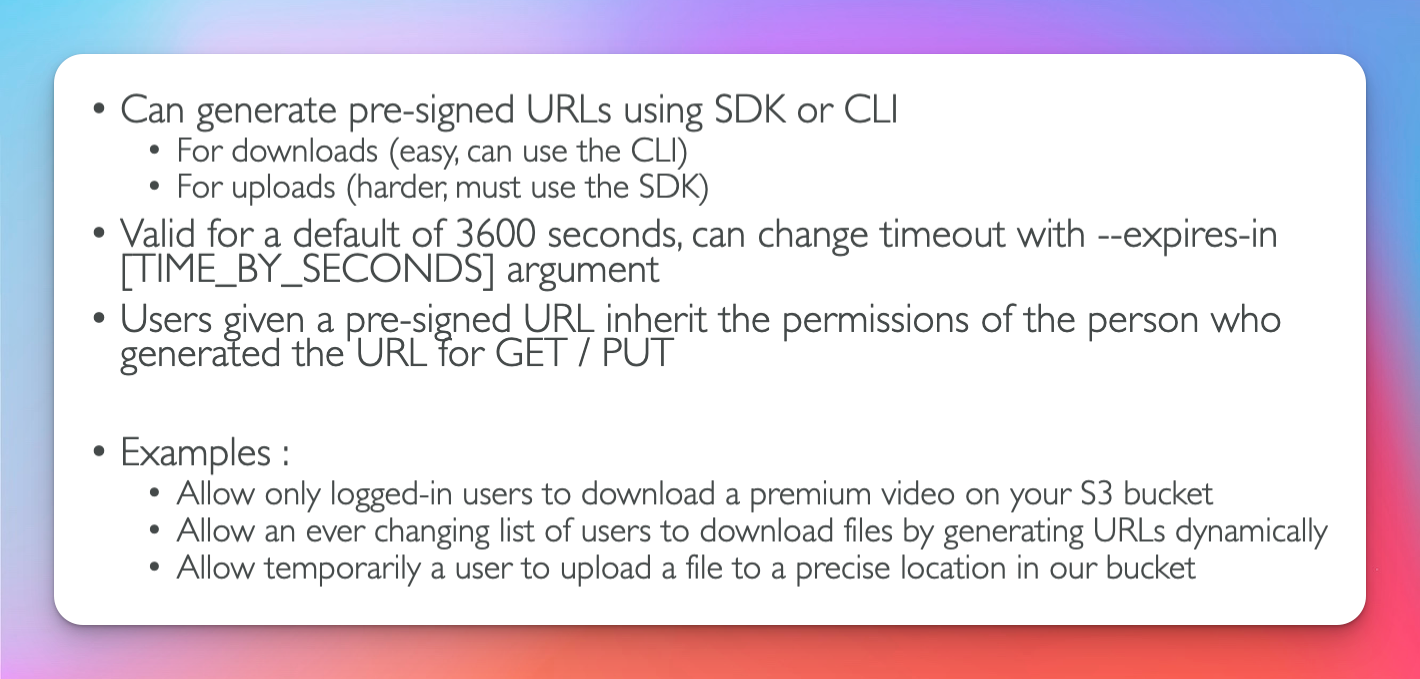 • Can generate pre-signed URLs using SDK or CLI
• For downloads (easy, can use the CLI)
• For uploads (harder, must use the SDK)
• Valid for a default of 3600 seconds, can change timeout with --expires-in
[TIME_BY_SECONDS] argument
• Users given a pre-signed URL inherit the permissions of the person who
generated the URL for GET / PUT
• Examples :
• Allow only logged-in users to download a premium video on your S3 bucket
• Allow an ever changing list of users to download files by generating URLs dynamically
• Allow temporarily a user to upload a file to a precise location in our bucket